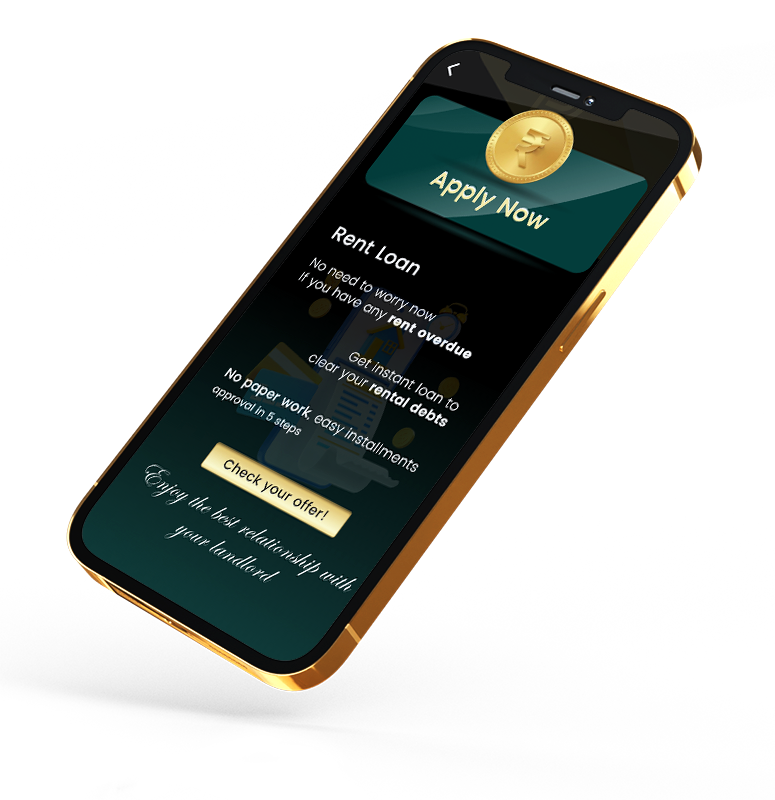 ₹
Apply Now
Rent Loan
No need to worry now
If you have any rent overdue
Get instant loan to
clear your rental debts
No paper work, easy installments
approval in 5 steps
Check your offer!
Enjoy the best relationship with
your landlord